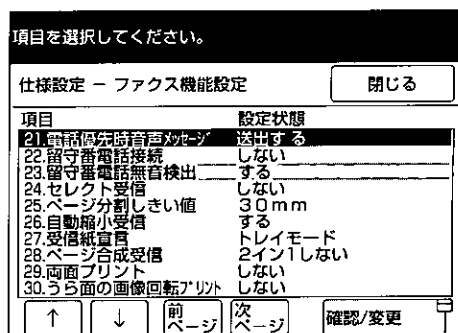 項目を選択してください。
仕様設定 − ファクス機能設定 閉じる
項目 設定状態
21.電話優先時音声メッセージ 送出する
22.留守番電話接続 しない
23.留守番電話無音検出 する
24.セレクト受信 しない
25.ページ分割しきい値 30mm
26.自動縮小受信 する
27.受信紙宣言 トレイモード
28.ページ合成受信 2イン1しない
29.両面プリント しない
30.うら面の画像回転プリント しない
↑ ↓ 前ページ 次ページ 確認/変更